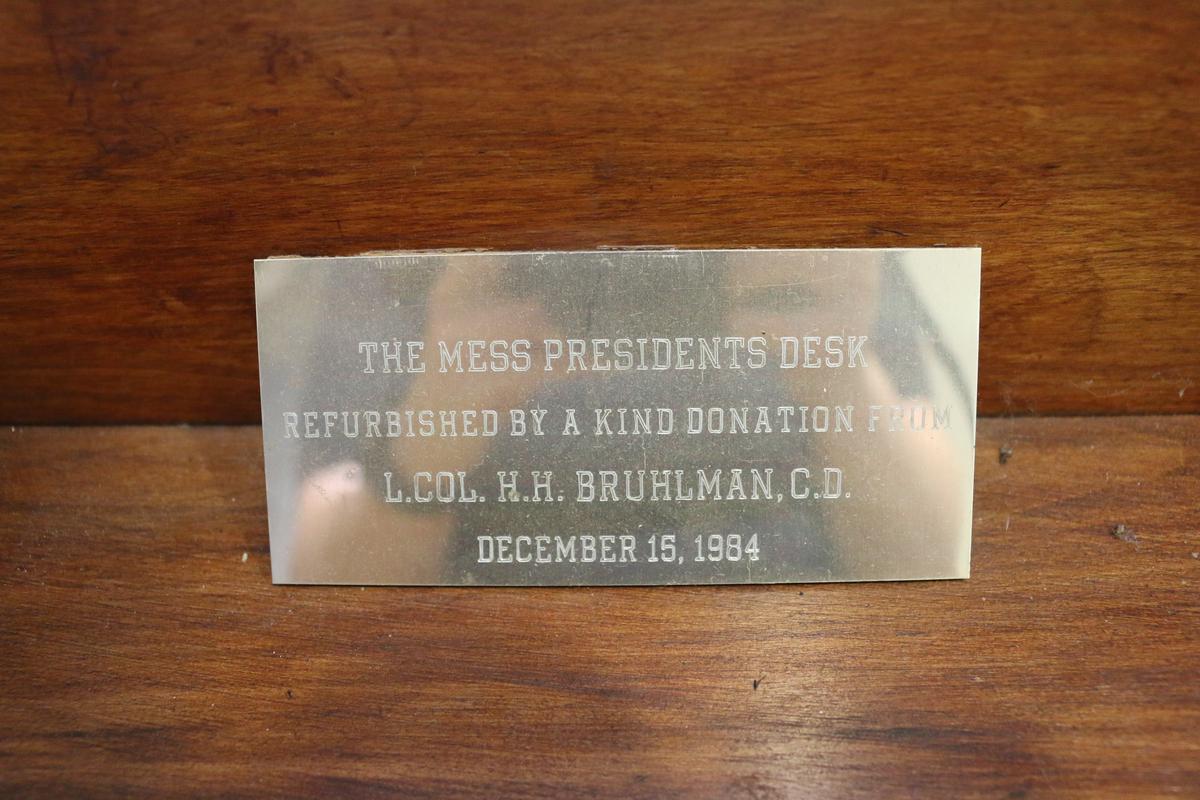 THE MESS PRESIDENTS DESK
REFURBISHED BY A KIND DONATION FROM
L.COL. H.H. BRUHLMAN, C.D.
DECEMBER 15, 1984